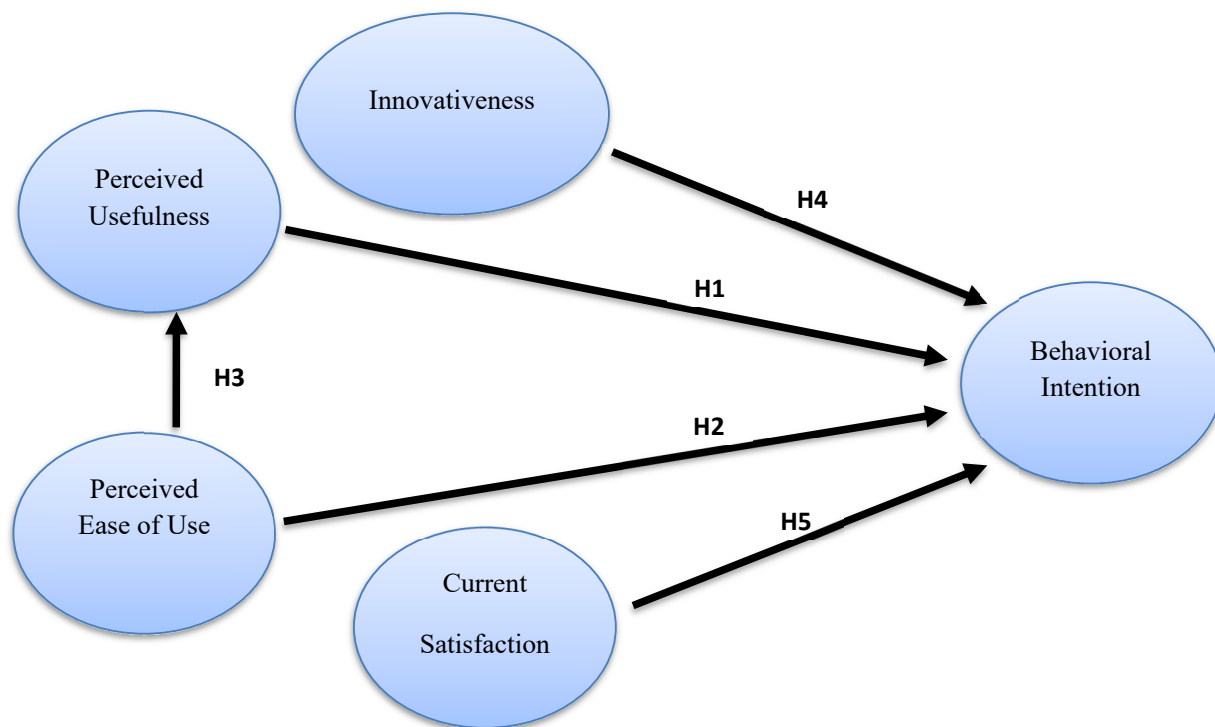 Innovativeness
Perceived
Usefulness
H4
H1
Behavioral
Intention
H3
H2
Perceived
Ease of Use
H5
Current
Satisfaction